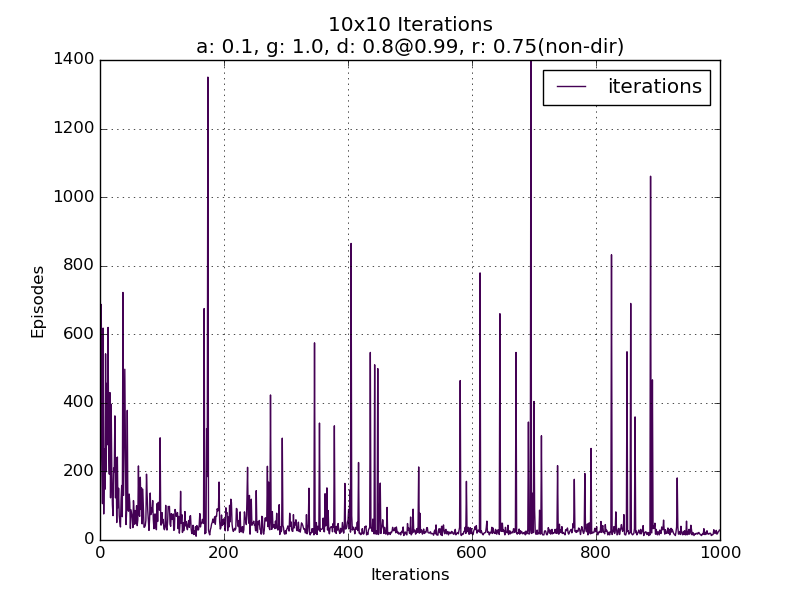 10x10 Iterations
a: 0.1, g: 1.0, d: 0.8@0.99, r: 0.75(non-dir)
iterations
1400
1200
1000
800
600
400
200
0
Episodes
0 200 400 600 800 1000
Iterations